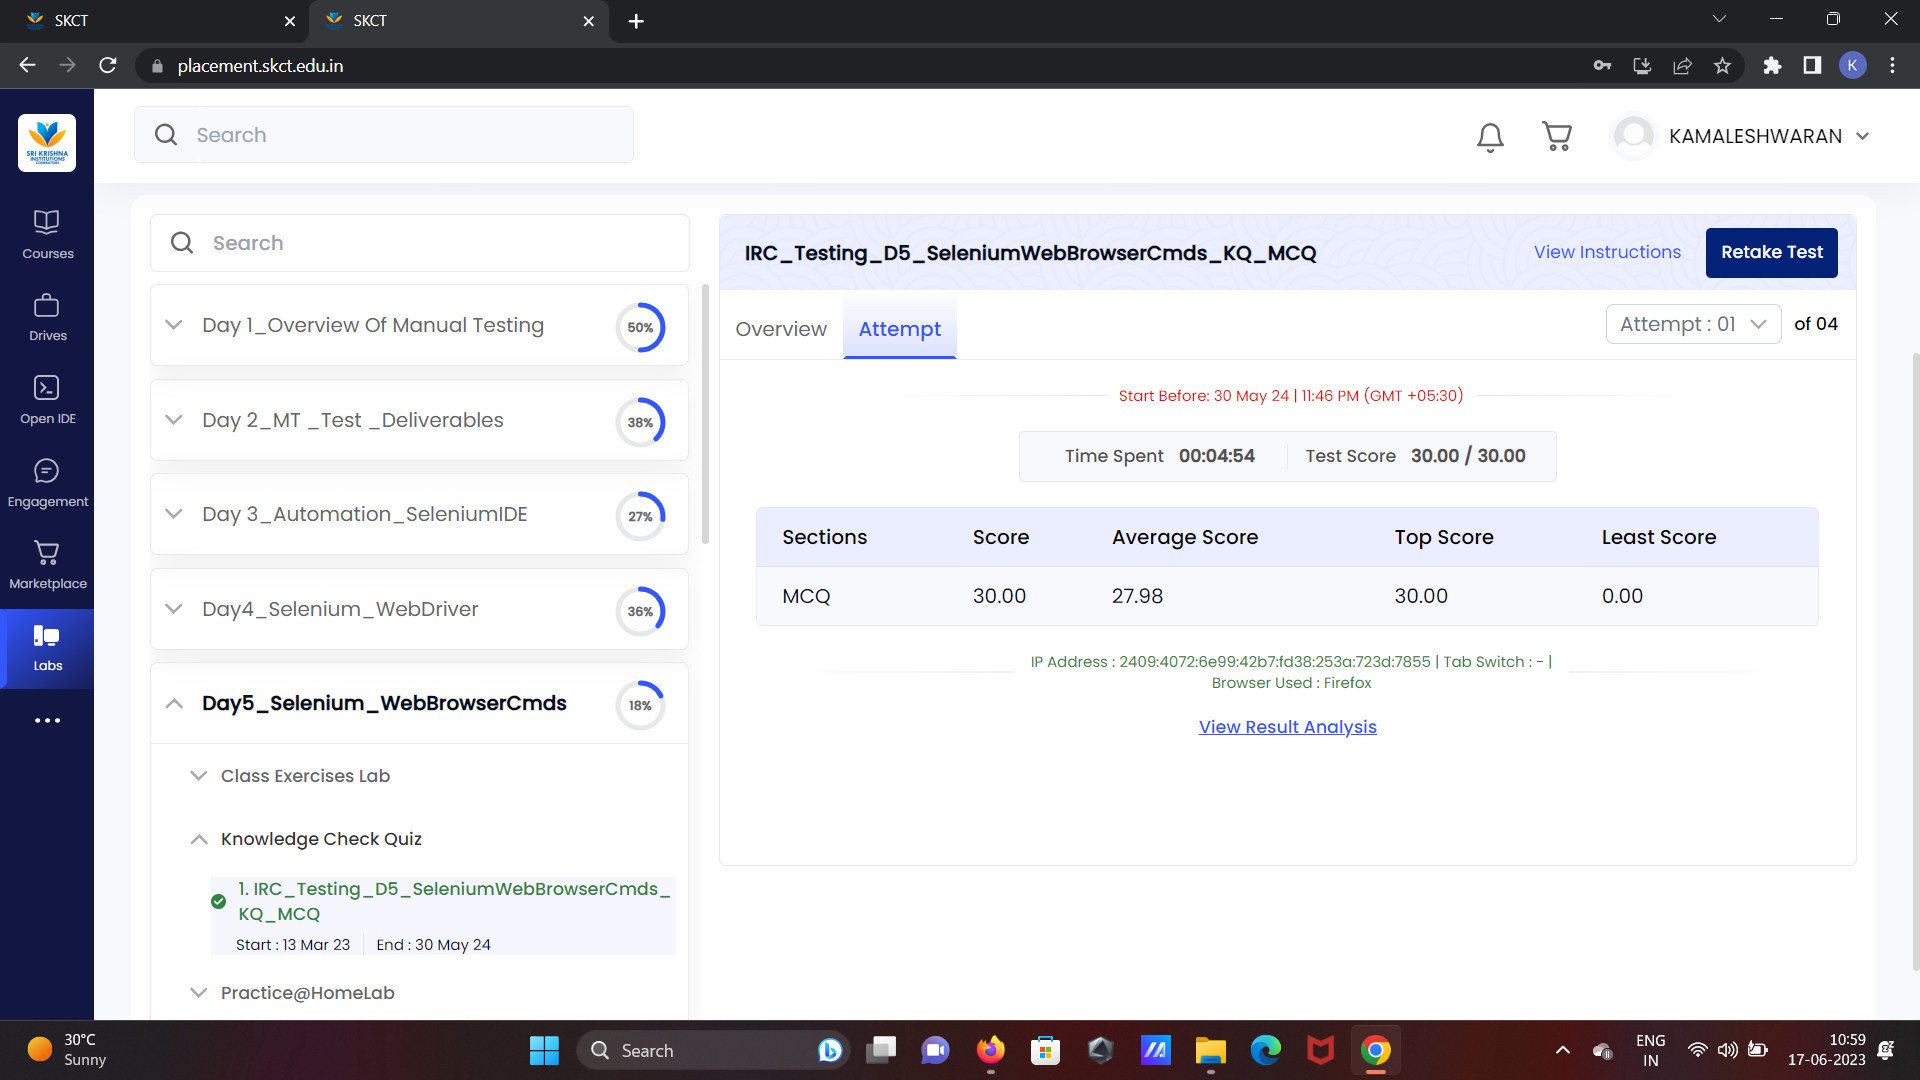 SKCT
SKCT
placement.skct.edu.in
K
SRI KRISHNA
INSTITUTIONS
Search
KAMALESHWARAN
Courses
Drives
Open IDE
Engagement
Marketplace
Labs
Search
Day 1_Overview Of Manual Testing
50%
Day 2_MT _Test _Deliverables
38%
Day 3_Automation_SeleniumIDE
27%
Day4_Selenium_WebDriver
36%
Day5_Selenium_WebBrowserCmds
18%
Class Exercises Lab
Knowledge Check Quiz
1. IRC_Testing_D5_SeleniumWebBrowserCmds_
KQ_MCQ
Start : 13 Mar 23 End : 30 May 24
Practice@HomeLab
IRC_Testing_D5_SeleniumWebBrowserCmds_KQ_MCQ
View Instructions
Retake Test
Overview
Attempt
Attempt : 01
of 04
Start Before: 30 May 24 | 11:46 PM (GMT +05:30)
Time Spent 00:04:54 Test Score 30.00 / 30.00
Sections Score Average Score Top Score Least Score
MCQ 30.00 27.98 30.00 0.00
IP Address : 2409:4072:6e99:42b7:fd38:253a:723d:7855 | Tab Switch : - |
Browser Used : Firefox
View Result Analysis
30°C
Sunny
Search
ENG
IN
10:59
17-06-2023